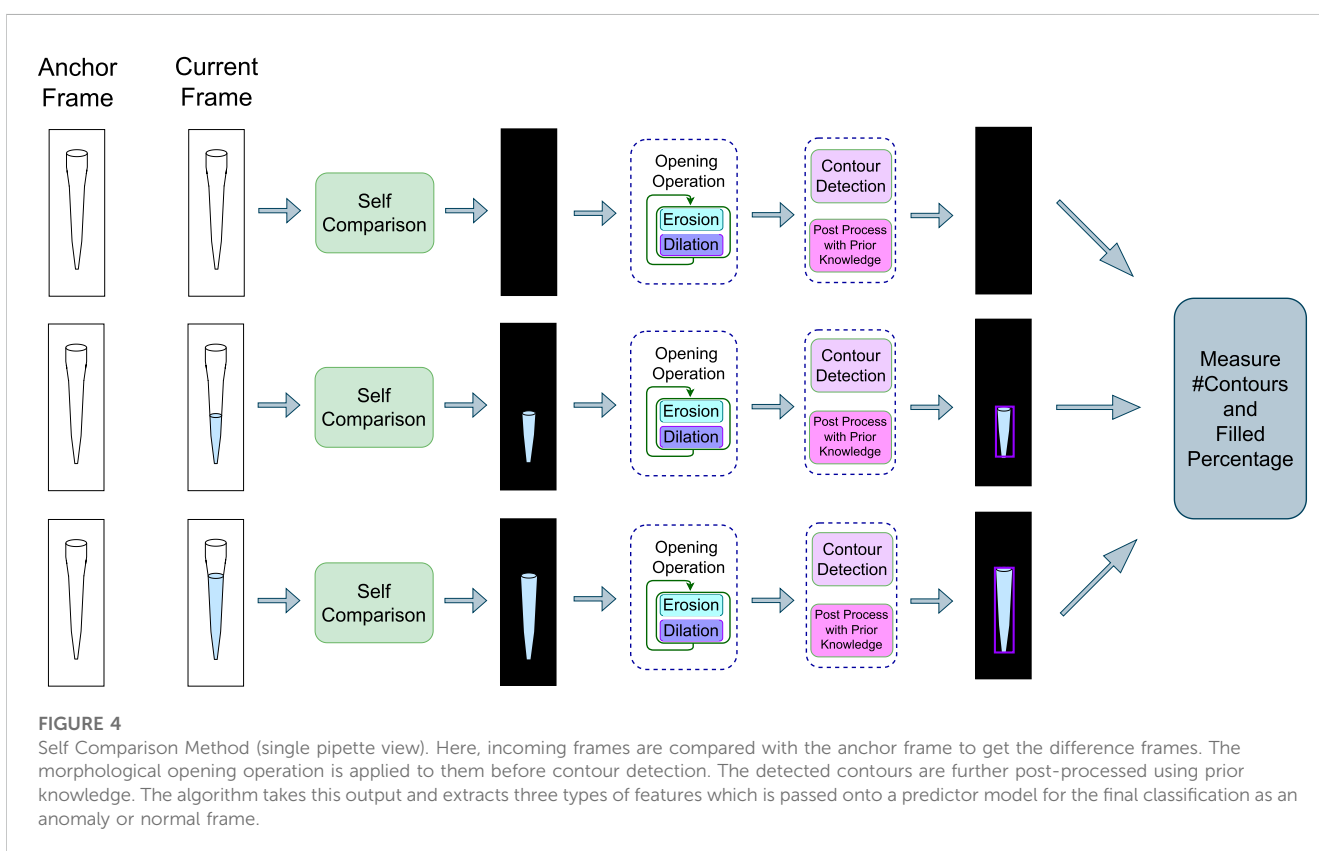 Anchor
Frame
Current
Frame
Self
Comparison
Opening
Operation
Erosion
Dilation
Contour
Detection
Post Process
with Prior
Knowledge
Self
Comparison
Opening
Operation
Erosion
Dilation
Contour
Detection
Post Process
with Prior
Knowledge
Self
Comparison
Opening
Operation
Erosion
Dilation
Contour
Detection
Post Process
with Prior
Knowledge
Measure
#Contours
and
Filled
Percentage
FIGURE 4
Self Comparison Method (single pipette view). Here, incoming frames are compared with the anchor frame to get the difference frames. The
morphological opening operation is applied to them before contour detection. The detected contours are further post-processed using prior
knowledge. The algorithm takes this output and extracts three types of features which is passed onto a predictor model for the final classification as an
anomaly or normal frame.